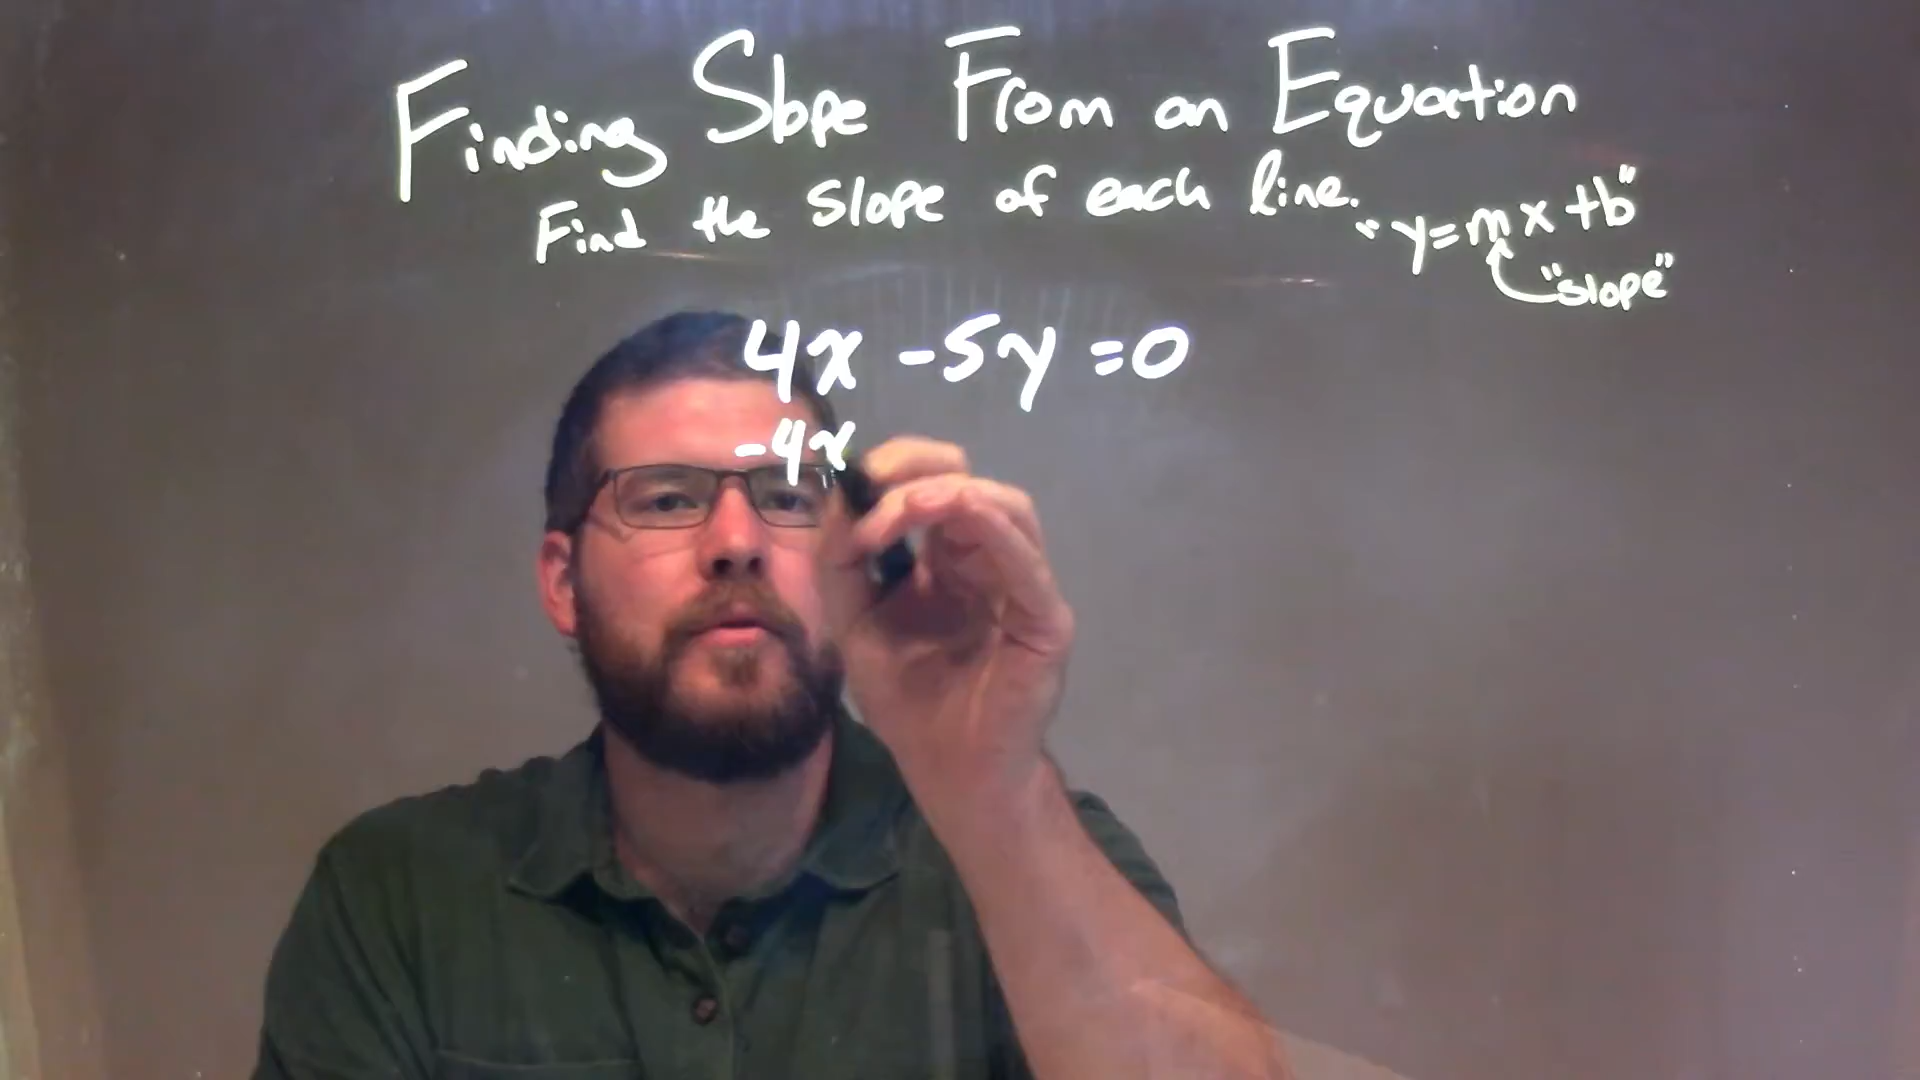 Finding Slope From an Equation
Find the slope of each line.
"y=mx+b"
"slope"
4x -5y =0
-4x